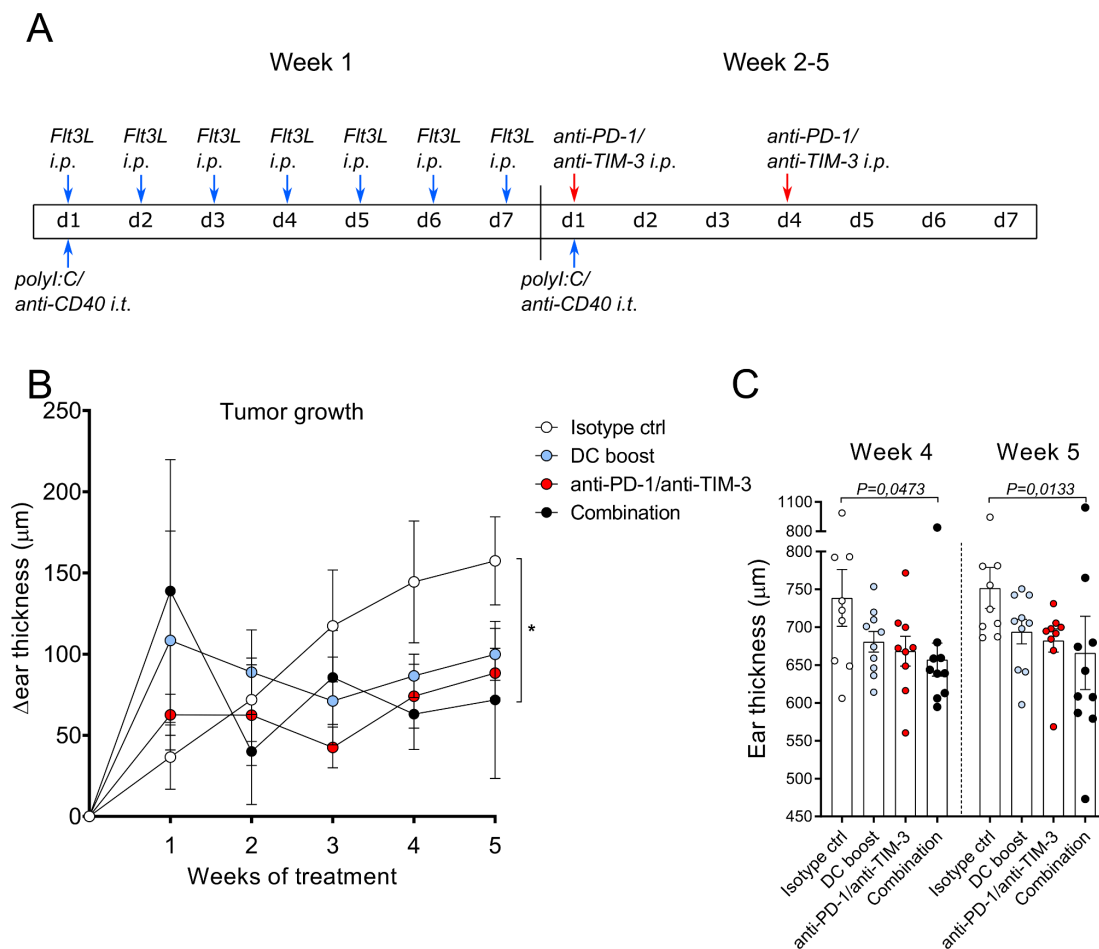 A
Week 1
Week 2-5
Flt3L Flt3L Flt3L Flt3L Flt3L Flt3L Flt3L anti-PD-1/ anti-PD-1/
i.p. i.p. i.p. i.p. i.p. i.p. i.p. anti-TIM-3 i.p. anti-TIM-3 i.p.
d1 d2 d3 d4 d5 d6 d7 d1 d2 d3 d4 d5 d6 d7
polyI:C/ polyI:C/
anti-CD40 i.t. anti-CD40 i.t.
B
Tumor growth
Δear thickness (μm)
250
200
150
100
50
0
1 2 3 4 5
Weeks of treatment
Isotype ctrl
DC boost
anti-PD-1/anti-TIM-3
Combination
*
C
Week 4 Week 5
P=0,0473 P=0,0133
Ear thickness (μm)
1100
800
800
750
700
650
600
550
500
450
Isotype ctrl
DC boost
anti-PD-1/anti-TIM-3
Combination
Isotype ctrl
DC boost
anti-PD-1/anti-TIM-3
Combination